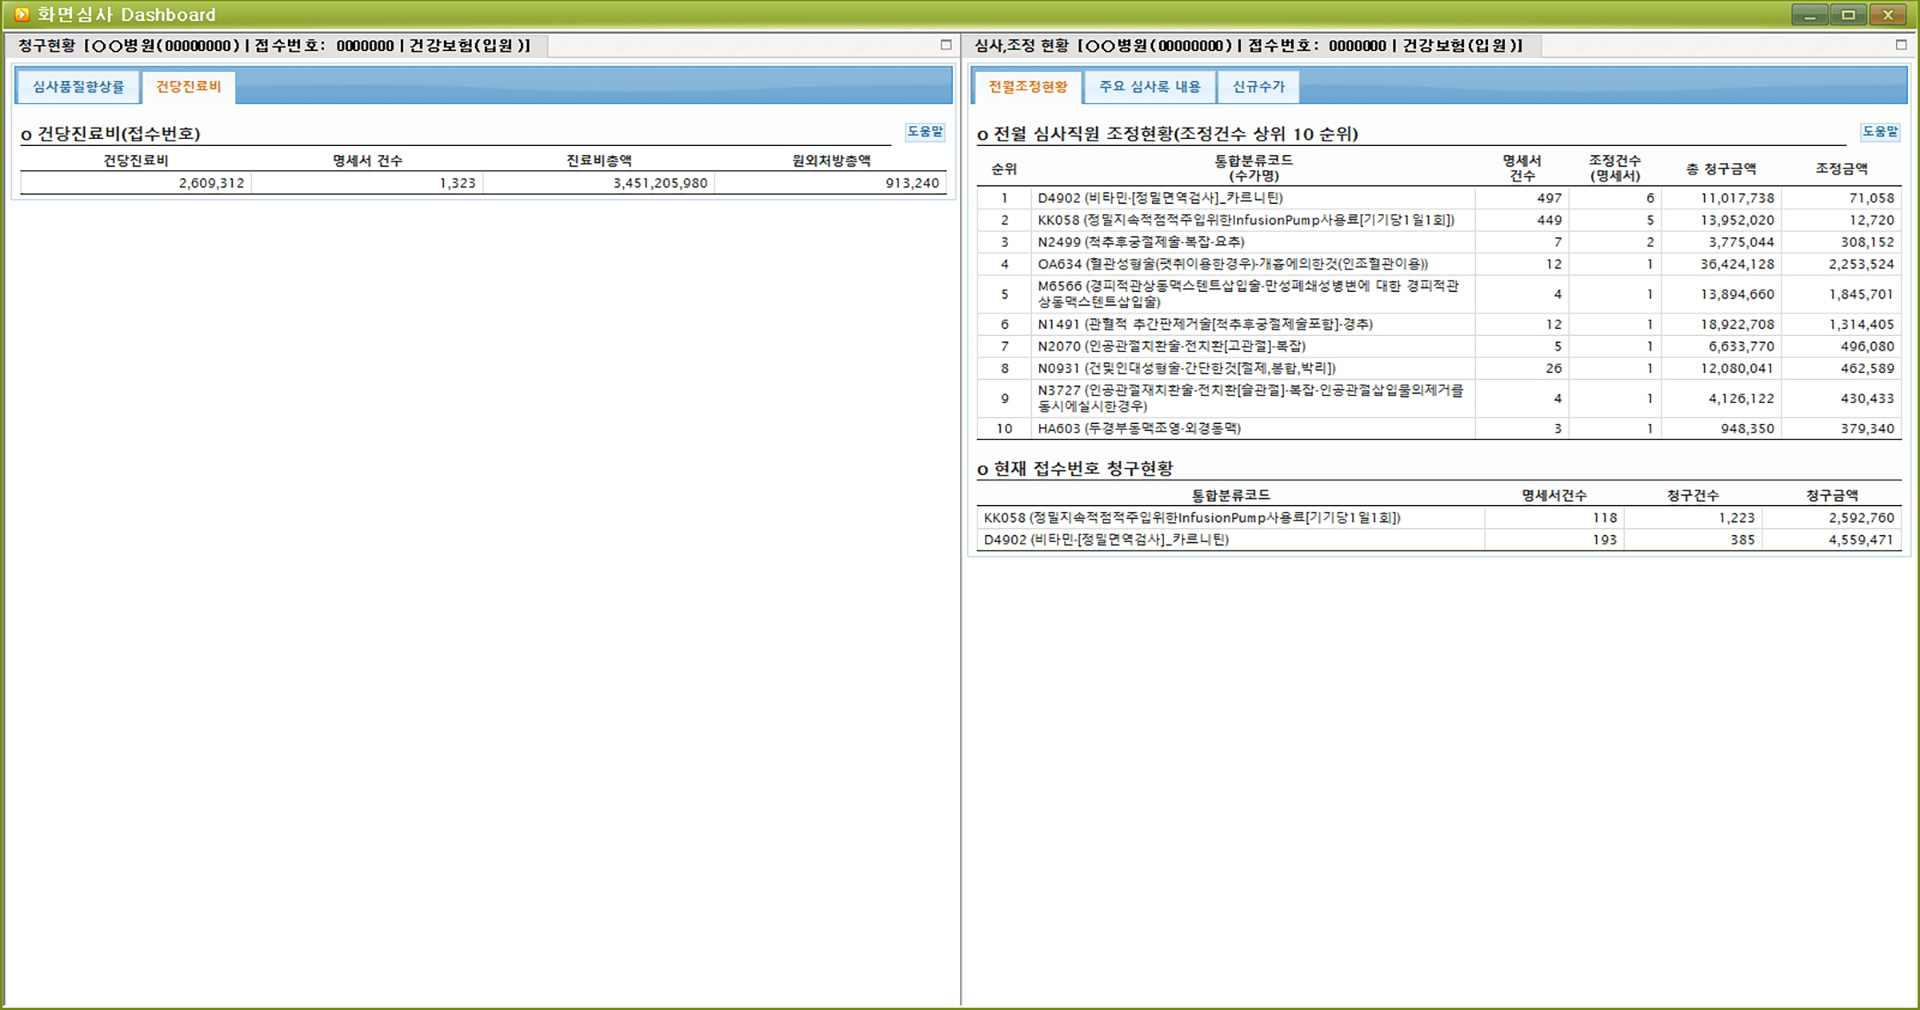 화면심사 Dashboard
청구현황 [○○병원(00000000) | 접수번호: 0000000 | 건강보험(입원)]
심사품질향상률 건당진료비
o 건당진료비(접수번호) 도움말
건당진료비 명세서 건수 진료비총액 원외처방총액
2,609,312 1,323 3,451,205,980 913,240
심사,조정 현황 [○○병원(00000000) | 접수번호: 0000000 | 건강보험(입원)]
전월조정현황 주요 심사록 내용 신규수가
o 전월 심사직원 조정현황(조정건수 상위 10 순위) 도움말
순위 통합분류코드 (수가명) 명세서 건수 조정건수 (명세서) 총 청구금액 조정금액
1 D4902 (비타민-[정밀면역검사]_카르니틴) 497 6 11,017,738 71,058
2 KK058 (정밀지속적점적주입위한InfusionPump사용료[기기당1일1회]) 449 5 13,952,020 12,720
3 N2499 (척추후궁절제술-복잡-요추) 7 2 3,775,044 308,152
4 OA634 (혈관성형술(팻취이용한경우)-개흉에의한것(인조혈관이용)) 12 1 36,424,128 2,253,524
5 M6566 (경피적관상동맥스텐트삽입술-만성폐쇄성병변에 대한 경피적관
상동맥스텐트삽입술) 4 1 13,894,660 1,845,701
6 N1491 (관혈적 추간판제거술[척추후궁절제술포함]-경추) 12 1 18,922,708 1,314,405
7 N2070 (인공관절치환술-전치환[고관절]-복잡) 5 1 6,633,770 496,080
8 N0931 (건및인대성형술-간단한것[절제,봉합,박리]) 26 1 12,080,041 462,589
9 N3727 (인공관절재치환술-전치환[슬관절]-복잡-인공관절삽입물의제거를
동시에실시한경우) 4 1 4,126,122 430,433
10 HA603 (두경부동맥조영-외경동맥) 3 1 948,350 379,340
o 현재 접수번호 청구현황
통합분류코드 명세서건수 청구건수 청구금액
KK058 (정밀지속적점적주입위한InfusionPump사용료[기기당1일1회]) 118 1,223 2,592,760
D4902 (비타민-[정밀면역검사]_카르니틴) 193 385 4,559,471